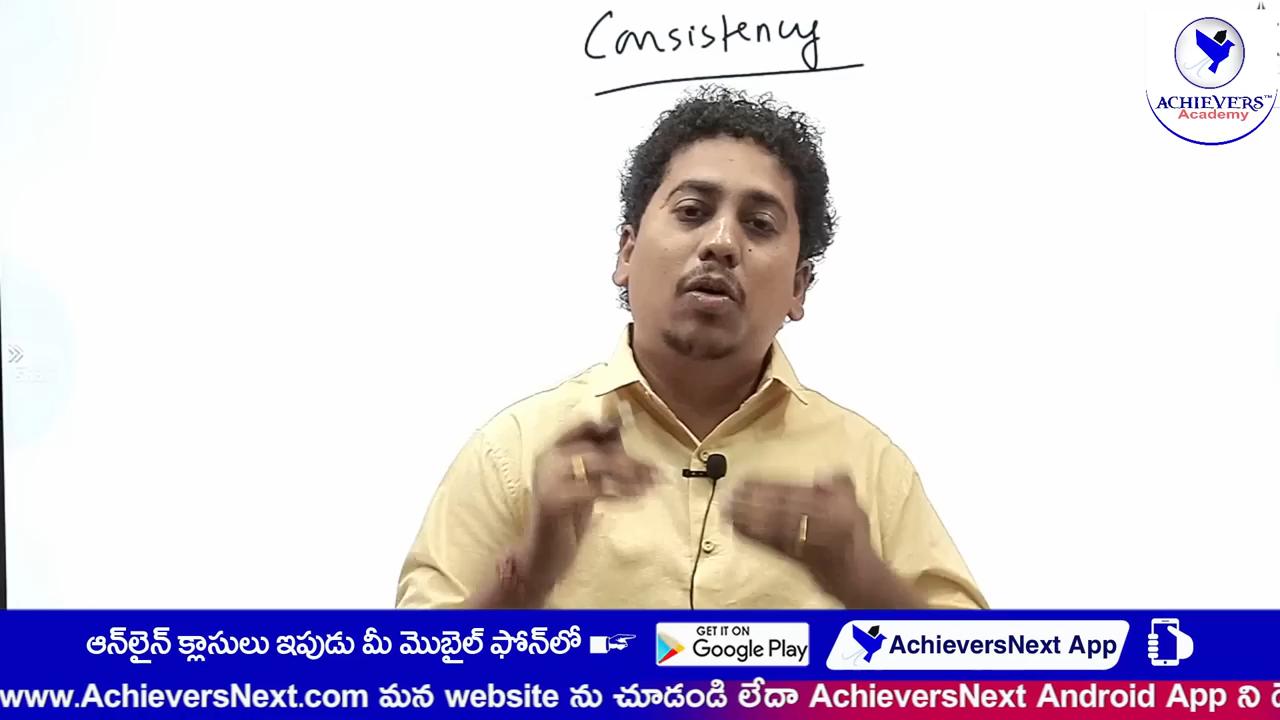 Consistency
ACHIEVERS™
Academy
ఆన్‌లైన్ క్లాసులు ఇపుడు మీ మొబైల్ ఫోన్‌లో
GET IT ON
Google Play
AchieversNext App
www.AchieversNext.com మన website ను చూడండి లేదా AchieversNext Android App ని